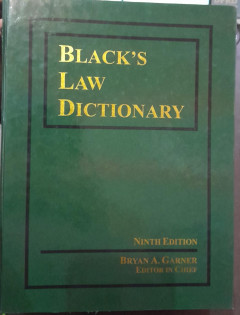 BLACK'S
LAW
DICTIONARY
NINTH EDITION
BRYAN A. GARNER
EDITOR IN CHIEF